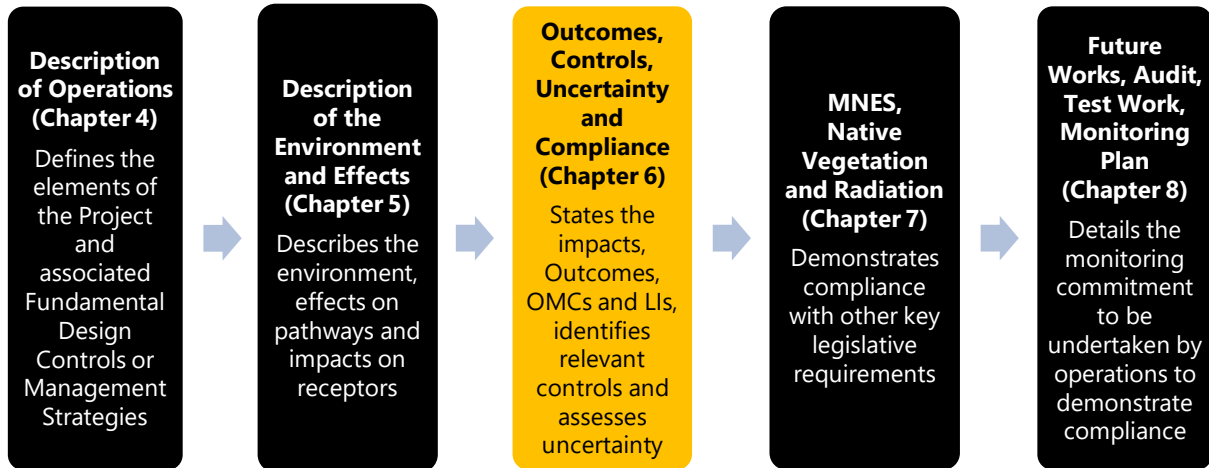 Description
of Operations
(Chapter 4)
Defines the
elements of
the Project
and
associated
Fundamental
Design
Controls or
Management
Strategies
Description
of the
Environment
and Effects
(Chapter 5)
Describes the
environment,
effects on
pathways and
impacts on
receptors
Outcomes,
Controls,
Uncertainty
and
Compliance
(Chapter 6)
States the
impacts,
Outcomes,
OMCs and LIs,
identifies
relevant
controls and
assesses
uncertainty
MNES,
Native
Vegetation
and Radiation
(Chapter 7)
Demonstrates
compliance
with other key
legislative
requirements
Future
Works, Audit,
Test Work,
Monitoring
Plan
(Chapter 8)
Details the
monitoring
commitment
to be
undertaken by
operations to
demonstrate
compliance